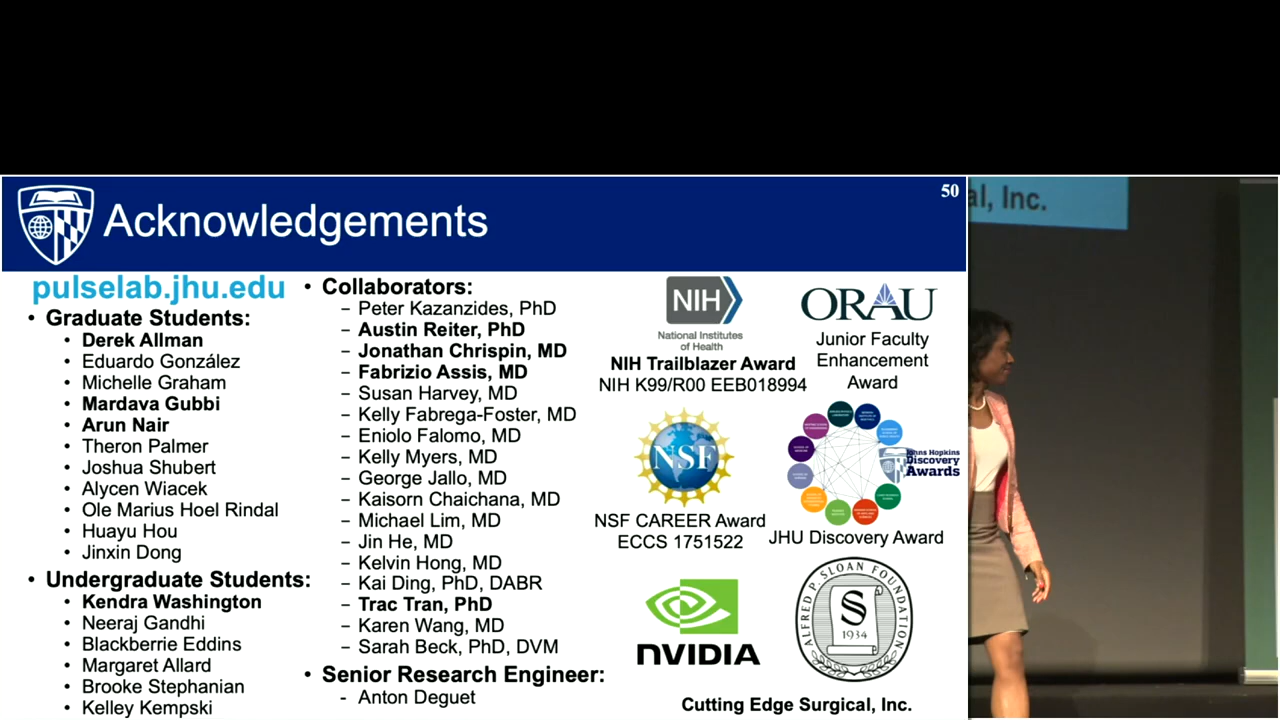 Acknowledgements
50
al, Inc.
pulselab.jhu.edu
• Graduate Students:
• Derek Allman
• Eduardo González
• Michelle Graham
• Mardava Gubbi
• Arun Nair
• Theron Palmer
• Joshua Shubert
• Alycen Wiacek
• Ole Marius Hoel Rindal
• Huayu Hou
• Jinxin Dong
• Undergraduate Students:
• Kendra Washington
• Neeraj Gandhi
• Blackberrie Eddins
• Margaret Allard
• Brooke Stephanian
• Kelley Kempski
• Collaborators:
– Peter Kazanzides, PhD
– Austin Reiter, PhD
– Jonathan Chrispin, MD
– Fabrizio Assis, MD
– Susan Harvey, MD
– Kelly Fabrega-Foster, MD
– Eniolo Falomo, MD
– Kelly Myers, MD
– George Jallo, MD
– Kaisorn Chaichana, MD
– Michael Lim, MD
– Jin He, MD
– Kelvin Hong, MD
– Kai Ding, PhD, DABR
– Trac Tran, PhD
– Karen Wang, MD
– Sarah Beck, PhD, DVM
• Senior Research Engineer:
- Anton Deguet
NIH
National Institutes
of Health
NIH Trailblazer Award
NIH K99/R00 EEB018994
ORAU
Junior Faculty
Enhancement
Award
NSF
NSF CAREER Award
ECCS 1751522
Johns Hopkins
Discovery
Awards
JHU Discovery Award
NVIDIA
ALFRED P. SLOAN FOUNDATION
S
1934
Cutting Edge Surgical, Inc.